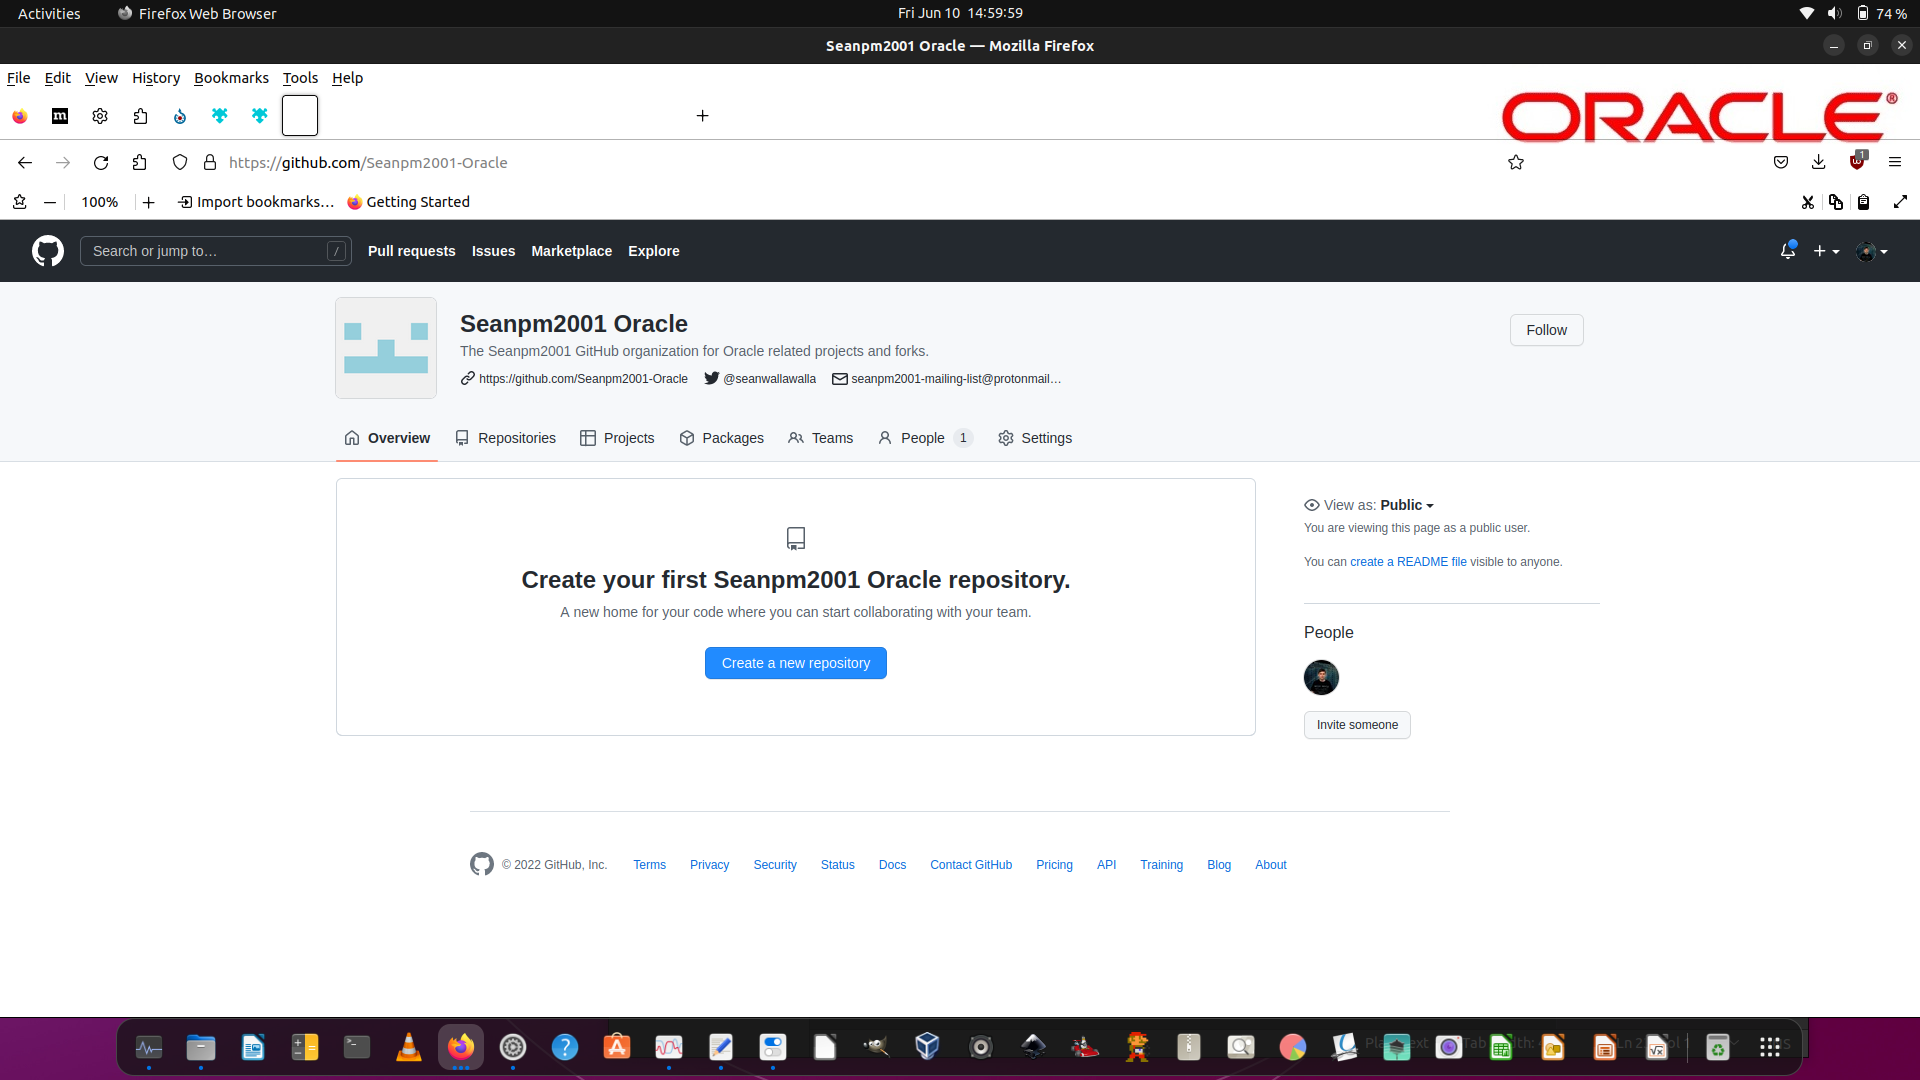 Activities Firefox Web Browser Fri Jun 10 14:59:59 74 %
Seanpm2001 Oracle — Mozilla Firefox
File Edit View History Bookmarks Tools Help
m
ORACLE®
https://github.com/Seanpm2001-Oracle 1
100% Import bookmarks… Getting Started
Search or jump to… / Pull requests Issues Marketplace Explore
Seanpm2001 Oracle
Follow
The Seanpm2001 GitHub organization for Oracle related projects and forks.
https://github.com/Seanpm2001-Oracle @seanwallawalla seanpm2001-mailing-list@protonmail…
Overview Repositories Projects Packages Teams People 1 Settings
View as: Public
You are viewing this page as a public user.
You can create a README file visible to anyone.
Create your first Seanpm2001 Oracle repository.
A new home for your code where you can start collaborating with your team.
Create a new repository
People
Invite someone
© 2022 GitHub, Inc. Terms Privacy Security Status Docs Contact GitHub Pricing API Training Blog About